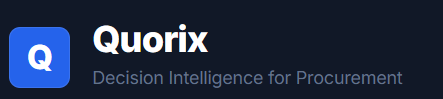 Q
Quorix
Decision Intelligence for Procurement